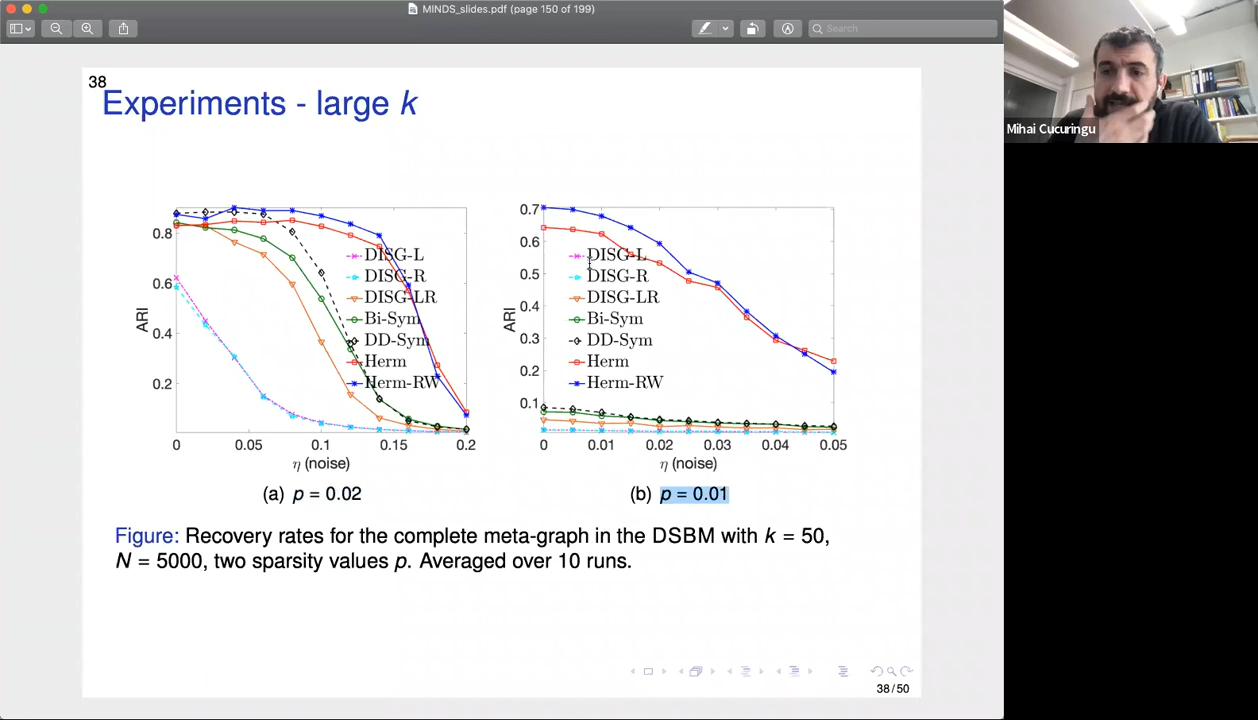 MINDS_slides.pdf (page 150 of 199)
Search
38
Experiments - large k
ARI
0.8
0.6
0.4
0.2
DISG-L
DISG-R
DISG-LR
Bi-Sym
DD-Sym
Herm
Herm-RW
0 0.05 0.1 0.15 0.2
η (noise)
(a) p = 0.02
ARI
0.7
0.6
0.5
0.4
0.3
0.2
0.1
DISG-L
DISG-R
DISG-LR
Bi-Sym
DD-Sym
Herm
Herm-RW
0 0.01 0.02 0.03 0.04 0.05
η (noise)
(b) p = 0.01
Figure: Recovery rates for the complete meta-graph in the DSBM with k = 50,
N = 5000, two sparsity values p. Averaged over 10 runs.
38/50
Mihai Cucuringu